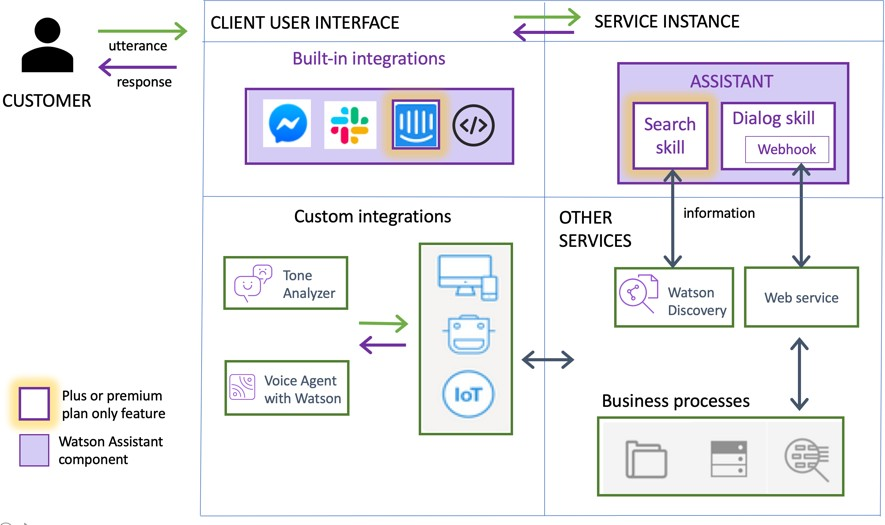 CUSTOMER
utterance
response
CLIENT USER INTERFACE
Built-in integrations
SERVICE INSTANCE
ASSISTANT
Search
skill
Dialog skill
Webhook
Custom integrations
Tone
Analyzer
Voice Agent
with Watson
IoT
OTHER
SERVICES
information
Watson
Discovery
Web service
Business processes
Plus or premium
plan only feature
Watson Assistant
component